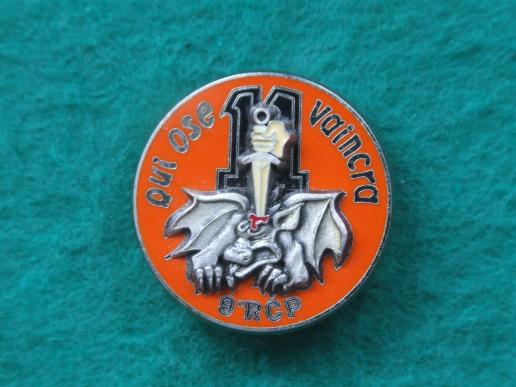 Qui ose vaincra
11
9° RCP